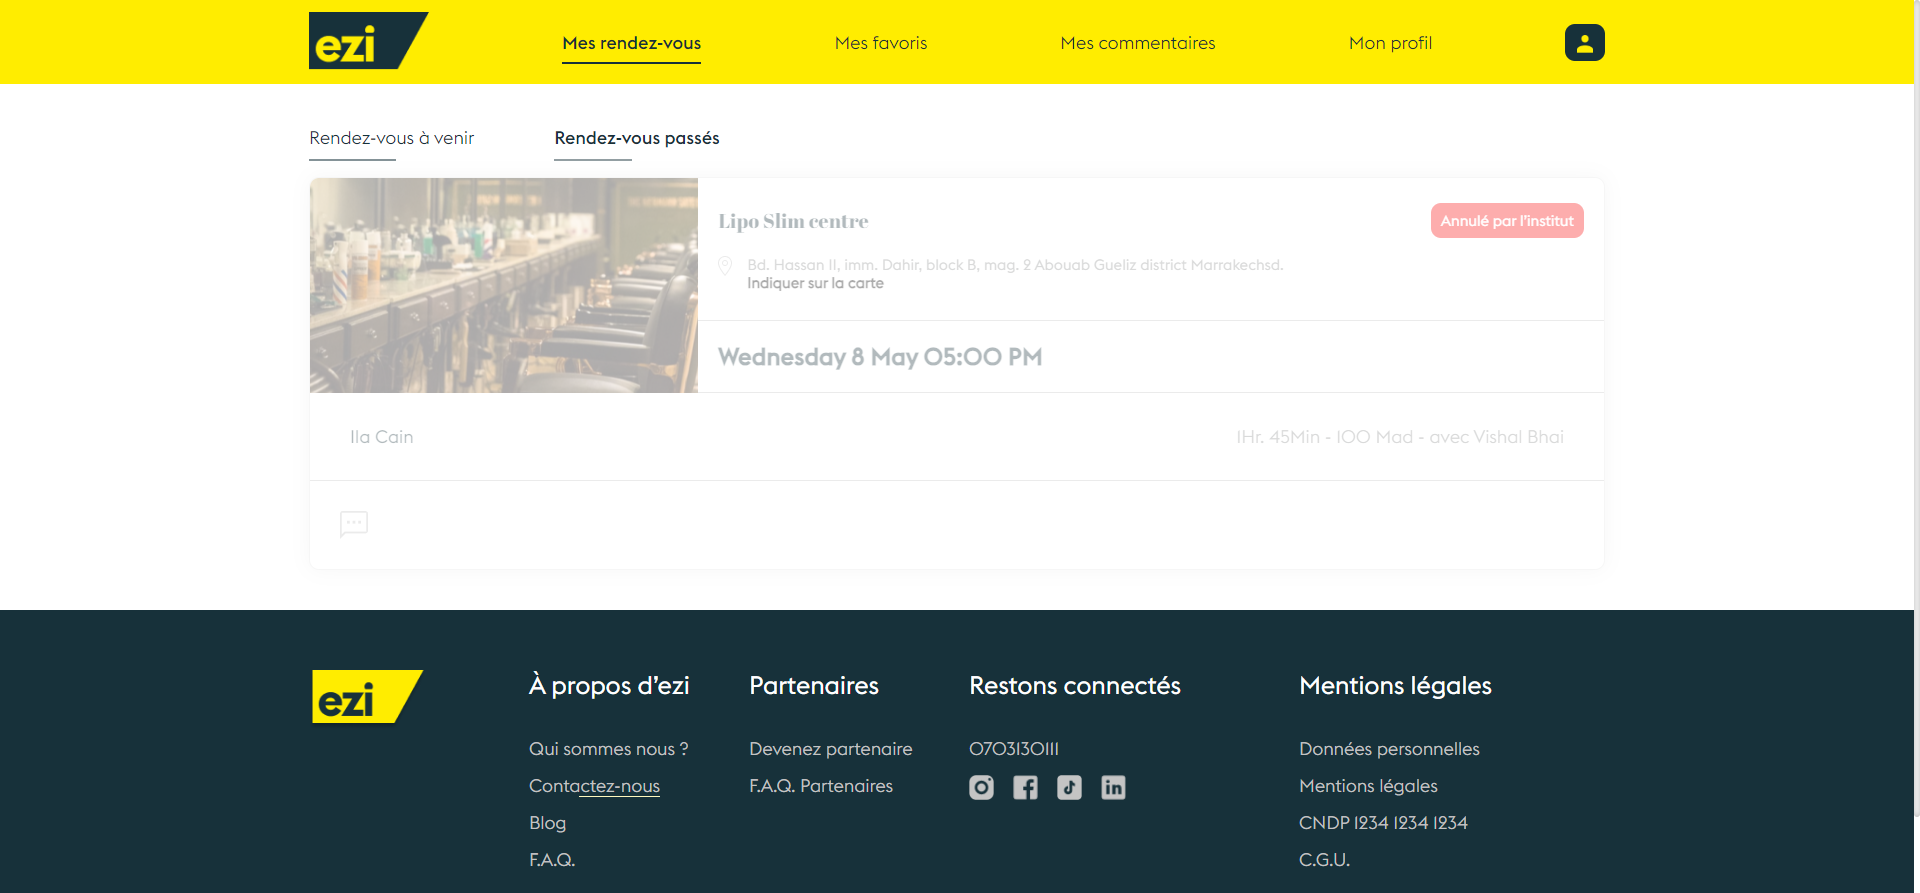 ezi
Mes rendez-vous
Mes favoris
Mes commentaires
Mon profil
Rendez-vous à venir
Rendez-vous passés
Lipo Slim centre
Annulé par l'institut
Bd. Hassan II, imm. Dahir, block B, mag. 2 Abouab Gueliz district Marrakechsd.
Indiquer sur la carte
Wednesday 8 May 05:00 PM
Ila Cain
1Hr. 45Min - 100 Mad - avec Vishal Bhai
ezi
À propos d’ezi
Qui sommes nous ?
Contactez-nous
Blog
F.A.Q.
Partenaires
Devenez partenaire
F.A.Q. Partenaires
Restons connectés
0703130111
Mentions légales
Données personnelles
Mentions légales
CNDP 1234 1234 1234
C.G.U.